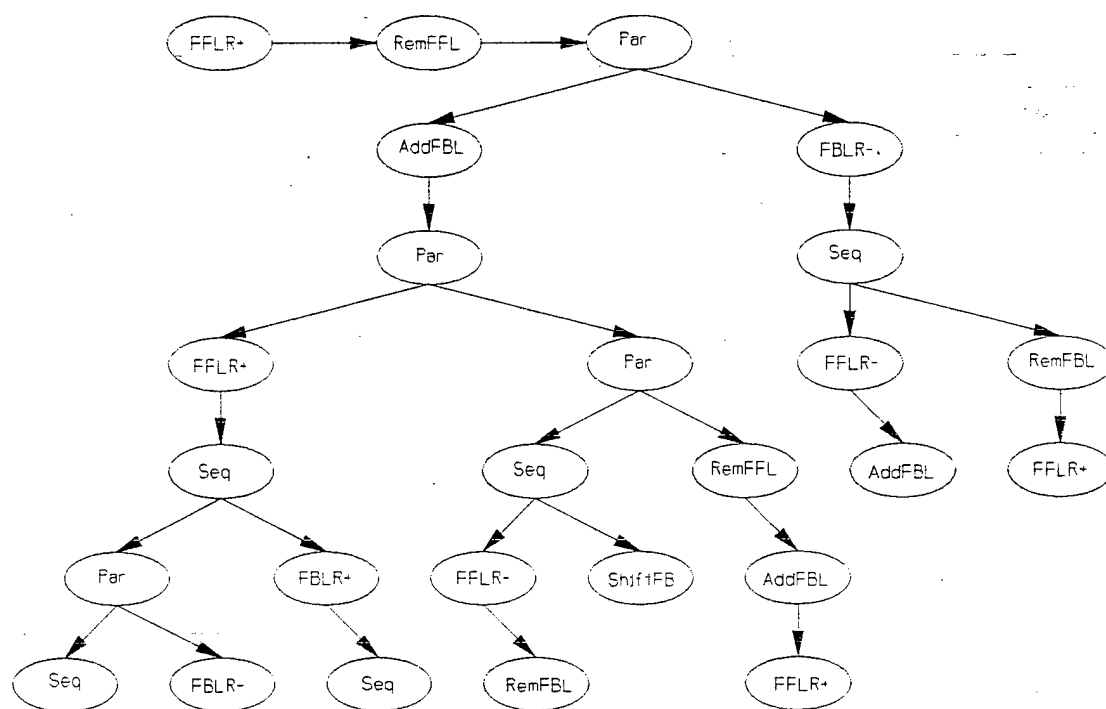 FFLR+
RemFFL
Par
AddFBL
FBLR-
Par
Seq
FFLR+
Par
FFLR-
RemFBL
Seq
Seq
RemFFL
AddFBL
FFLR+
Par
FBLR+
FFLR-
ShiftFB
AddFBL
Seq
FBLR-
Seq
RemFBL
FFLR+